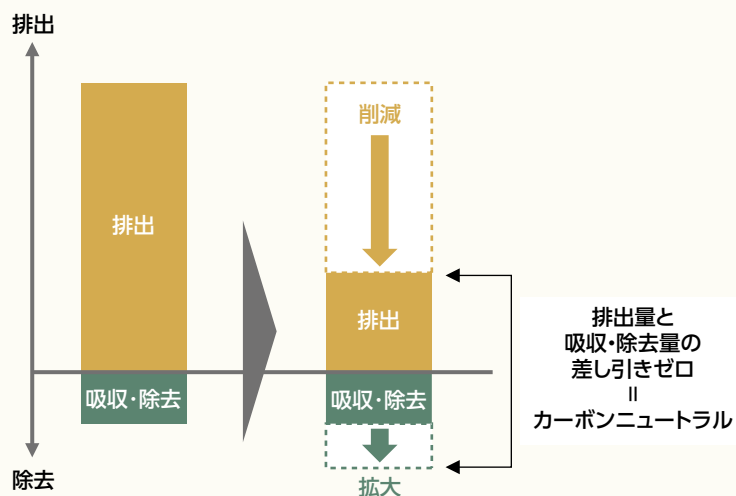 排出
削減
排出
排出
吸収・除去
吸収・除去
拡大
除去
排出量と
吸収・除去量の
差し引きゼロ
＝
カーボンニュートラル